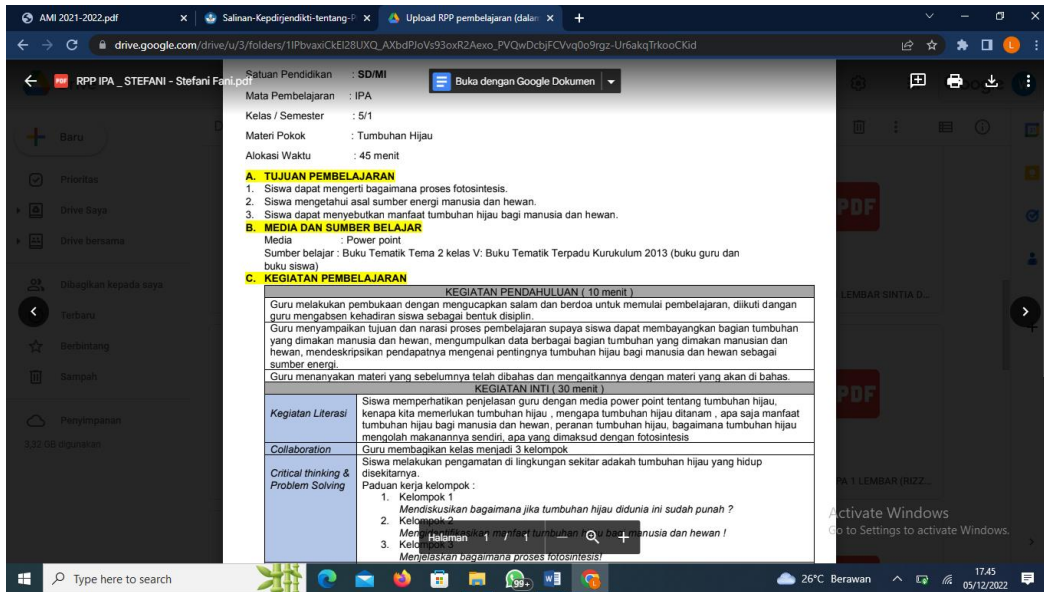 AMI 2021-2022.pdf
Salinan-Kepdirjendikti-tentang-P
Upload RPP pembelajaran (dalam
drive.google.com/drive/u/3/folders/1IPbvaxiCkEl28UXQ_AXbdPJoVs93oxR2Aexo_PVQwDcbjFCVvq0o9rgz-Ur6akqTrkooCKid
PDF RPP IPA _STEFANI - Stefani Fani.pdf
Buka dengan Google Dokumen
Satuan Pendidikan : SD/MI
Mata Pembelajaran : IPA
Kelas / Semester : 5/1
Materi Pokok : Tumbuhan Hijau
Alokasi Waktu : 45 menit
A. TUJUAN PEMBELAJARAN
1. Siswa dapat mengerti bagaimana proses fotosintesis.
2. Siswa mengetahui asal sumber energi manusia dan hewan.
3. Siswa dapat menyebutkan manfaat tumbuhan hijau bagi manusia dan hewan.
B. MEDIA DAN SUMBER BELAJAR
Media : Power point
Sumber belajar : Buku Tematik Tema 2 kelas V: Buku Tematik Terpadu Kurukulum 2013 (buku guru dan
buku siswa)
C. KEGIATAN PEMBELAJARAN
KEGIATAN PENDAHULUAN ( 10 menit )
Guru melakukan pembukaan dengan mengucapkan salam dan berdoa untuk memulai pembelajaran, diikuti dangan
guru mengabsen kehadiran siswa sebagai bentuk disiplin.
Guru menyampaikan tujuan dan narasi proses pembelajaran supaya siswa dapat membayangkan bagian tumbuhan
yang dimakan manusia dan hewan, mengumpulkan data berbagai bagian tumbuhan yang dimakan manusian dan
hewan, mendeskripsikan pendapatnya mengenai pentingnya tumbuhan hijau bagi manusia dan hewan sebagai
sumber energi.
Guru menanyakan materi yang sebelumnya telah dibahas dan mengaitkannya dengan materi yang akan di bahas.
KEGIATAN INTI ( 30 menit )
Kegiatan Literasi
Siswa memperhatikan penjelasan guru dengan media power point tentang tumbuhan hijau,
kenapa kita memerlukan tumbuhan hijau , mengapa tumbuhan hijau ditanam , apa saja manfaat
tumbuhan hijau bagi manusia dan hewan, peranan tumbuhan hijau, bagaimana tumbuhan hijau
mengolah makanannya sendiri, apa yang dimaksud dengan fotosintesis
Collaboration
Guru membagikan kelas menjadi 3 kelompok
Critical thinking &
Problem Solving
Siswa melakukan pengamatan di lingkungan sekitar adakah tumbuhan hijau yang hidup
disekitarnya.
Paduan kerja kelompok :
1. Kelompok 1
Mendiskusikan bagaimana jika tumbuhan hijau didunia ini sudah punah ?
2. Kelompok 2
Mengidentifikasikan manfaat tumbuhan hijau bagi manusia dan hewan !
3. Kelompok 3
Menjelaskan bagaimana proses fotosintesis!
Halaman 1 / 1
Baru
Prioritas
Drive Saya
Drive bersama
Dibagikan kepada saya
Terbaru
Berbintang
Sampah
Penyimpanan
3,32 GB digunakan
PDF
LEMBAR SINTIA D...
PDF
PA 1 LEMBAR (RIZZ...
Activate Windows
Go to Settings to activate Windows.
Type here to search
99+
26°C Berawan
17.45
05/12/2022